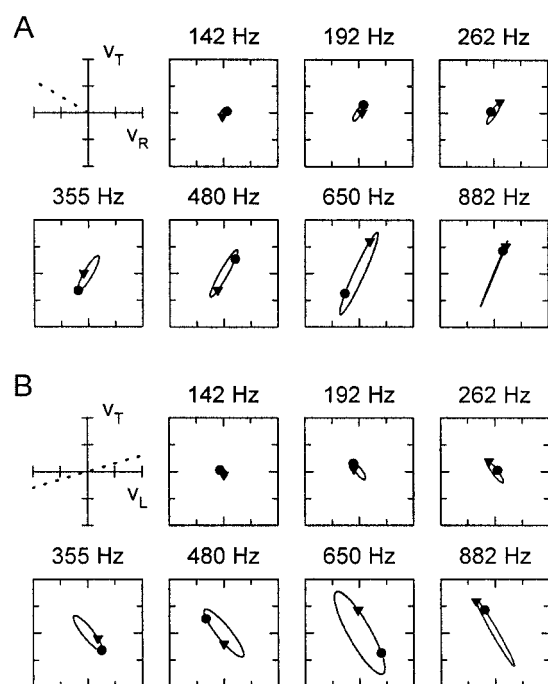 A
V_T
142 Hz
192 Hz
262 Hz
V_R
355 Hz
480 Hz
650 Hz
882 Hz
B
V_T
142 Hz
192 Hz
262 Hz
V_L
355 Hz
480 Hz
650 Hz
882 Hz